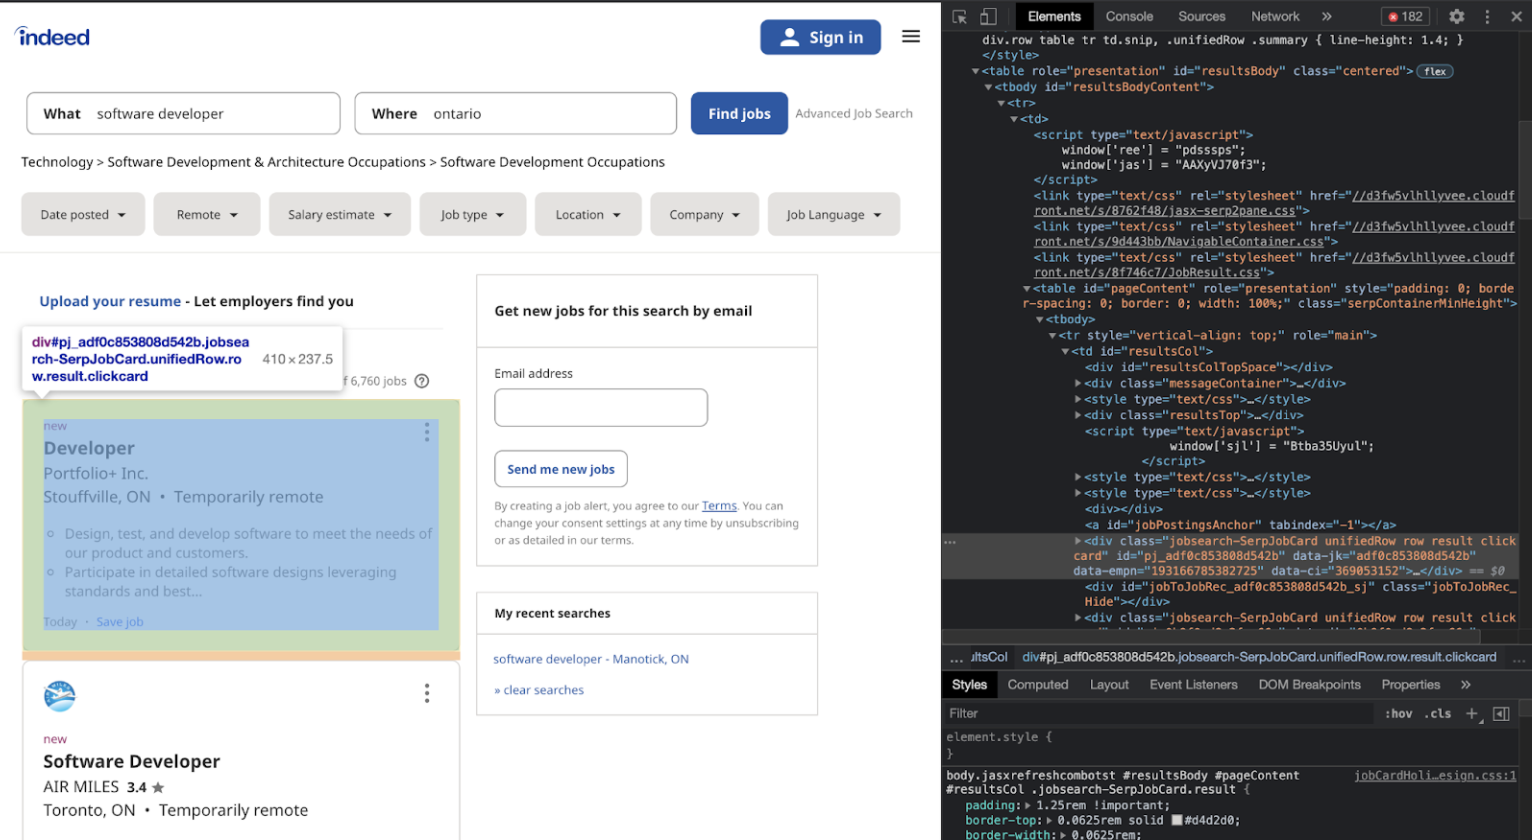 indeed
Sign in
What software developer
Where ontario
Find jobs
Advanced Job Search
Technology > Software Development & Architecture Occupations > Software Development Occupations
Date posted
Remote
Salary estimate
Job type
Location
Company
Job Language
Upload your resume - Let employers find you
div#pj_adf0c853808d542b.jobsea
rch-SerpJobCard.unifiedRow.ro
w.result.clickcard
410 × 237.5
f 6,760 jobs
new
Developer
Portfolio+ Inc.
Stouffville, ON • Temporarily remote
Design, test, and develop software to meet the needs of
our product and customers.
Participate in detailed software designs leveraging
standards and best...
Today · Save job
new
Software Developer
AIR MILES 3.4 ★
Toronto, ON • Temporarily remote
Get new jobs for this search by email
Email address
Send me new jobs
By creating a job alert, you agree to our Terms. You can
change your consent settings at any time by unsubscribing
or as detailed in our terms.
My recent searches
software developer - Manotick, ON
» clear searches
Elements
Console
Sources
Network
»
182
div.row table tr td.snip, .unifiedRow .summary { line-height: 1.4; }
</style>
<table role="presentation" id="resultsBody" class="centered"> flex
<tbody id="resultsBodyContent">
<tr>
<td>
<script type="text/javascript">
window['ree'] = "pdsssps";
window['jas'] = "AAXyVJ70f3";
</script>
<link type="text/css" rel="stylesheet" href="//d3fw5vlhllyvee.cloudf
ront.net/s/8762f48/jasx-serp2pane.css">
<link type="text/css" rel="stylesheet" href="//d3fw5vlhllyvee.cloudf
ront.net/s/9d443bb/NavigableContainer.css">
<link type="text/css" rel="stylesheet" href="//d3fw5vlhllyvee.cloudf
ront.net/s/8f746c7/JobResult.css">
<table id="pageContent" role="presentation" style="padding: 0; borde
r-spacing: 0; border: 0; width: 100%;" class="serpContainerMinHeight">
<tbody>
<tr style="vertical-align: top;" role="main">
<td id="resultsCol">
<div id="resultsColTopSpace"></div>
<div class="messageContainer">…</div>
<style type="text/css">…</style>
<div class="resultsTop">…</div>
<script type="text/javascript">
window['sjl'] = "Btba35Uyul";
</script>
<style type="text/css">…</style>
<style type="text/css">…</style>
<div></div>
<a id="jobPostingsAnchor" tabindex="-1"></a>
<div class="jobsearch-SerpJobCard unifiedRow row result click
card" id="pj_adf0c853808d542b" data-jk="adf0c853808d542b"
data-empn="193166785382725" data-ci="369053152">…</div> == $0
<div id="jobToJobRec_adf0c853808d542b_sj" class="jobToJobRec_
Hide"></div>
<div class="jobsearch-SerpJobCard unifiedRow row result click
... ultsCol div#pj_adf0c853808d542b.jobsearch-SerpJobCard.unifiedRow.row.result.clickcard ...
Styles
Computed
Layout
Event Listeners
DOM Breakpoints
Properties
»
Filter
:hov .cls +
element.style {
}
body.jasxrefreshcombotst #resultsBody #pageContent jobCardHoli…esign.css:1
#resultsCol .jobsearch-SerpJobCard.result {
padding: 1.25rem !important;
border-top: 0.0625rem solid #d4d2d0;
border-width: 0.0625rem;